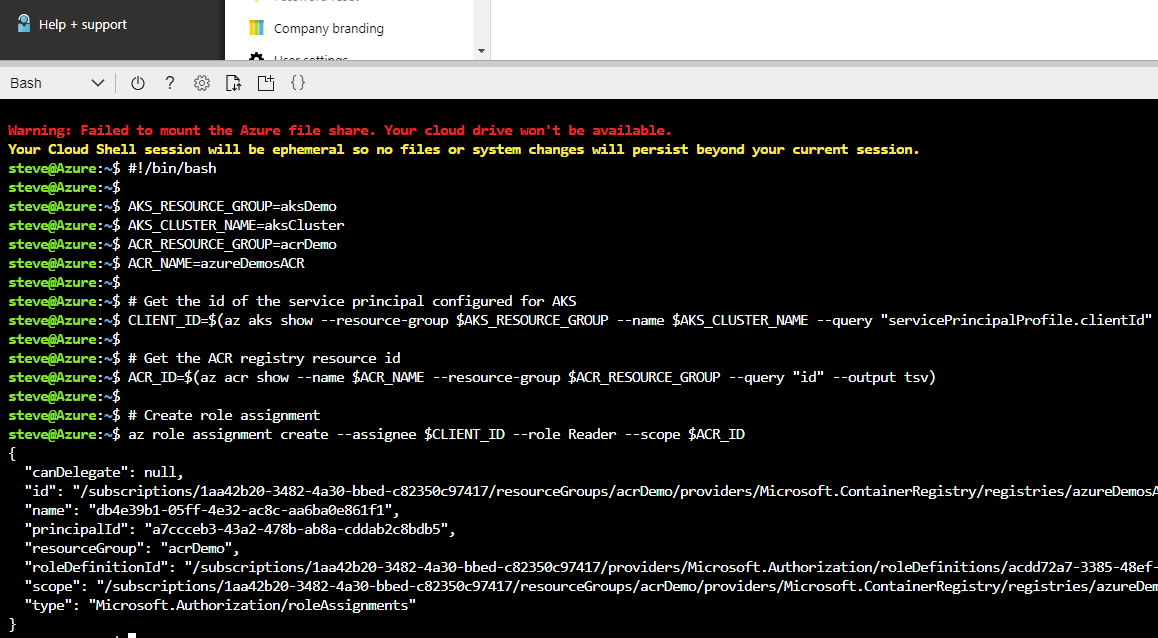 Help + support
Company branding
User settings
Bash
Warning: Failed to mount the Azure file share. Your cloud drive won't be available.
Your Cloud Shell session will be ephemeral so no files or system changes will persist beyond your current session.
steve@Azure:~$ #!/bin/bash
steve@Azure:~$
steve@Azure:~$ AKS_RESOURCE_GROUP=aksDemo
steve@Azure:~$ AKS_CLUSTER_NAME=aksCluster
steve@Azure:~$ ACR_RESOURCE_GROUP=acrDemo
steve@Azure:~$ ACR_NAME=azureDemosACR
steve@Azure:~$
steve@Azure:~$ # Get the id of the service principal configured for AKS
steve@Azure:~$ CLIENT_ID=$(az aks show --resource-group $AKS_RESOURCE_GROUP --name $AKS_CLUSTER_NAME --query "servicePrincipalProfile.clientId"
steve@Azure:~$
steve@Azure:~$ # Get the ACR registry resource id
steve@Azure:~$ ACR_ID=$(az acr show --name $ACR_NAME --resource-group $ACR_RESOURCE_GROUP --query "id" --output tsv)
steve@Azure:~$
steve@Azure:~$ # Create role assignment
steve@Azure:~$ az role assignment create --assignee $CLIENT_ID --role Reader --scope $ACR_ID
{
"canDelegate": null,
"id": "/subscriptions/1aa42b20-3482-4a30-bbed-c82350c97417/resourceGroups/acrDemo/providers/Microsoft.ContainerRegistry/registries/azureDemosA
"name": "db4e39b1-05ff-4e32-ac8c-aa6ba0e861f1",
"principalId": "a7ccceb3-43a2-478b-ab8a-cddab2c8bdb5",
"resourceGroup": "acrDemo",
"roleDefinitionId": "/subscriptions/1aa42b20-3482-4a30-bbed-c82350c97417/providers/Microsoft.Authorization/roleDefinitions/acdd72a7-3385-48ef-
"scope": "/subscriptions/1aa42b20-3482-4a30-bbed-c82350c97417/resourceGroups/acrDemo/providers/Microsoft.ContainerRegistry/registries/azureDem
"type": "Microsoft.Authorization/roleAssignments"
}